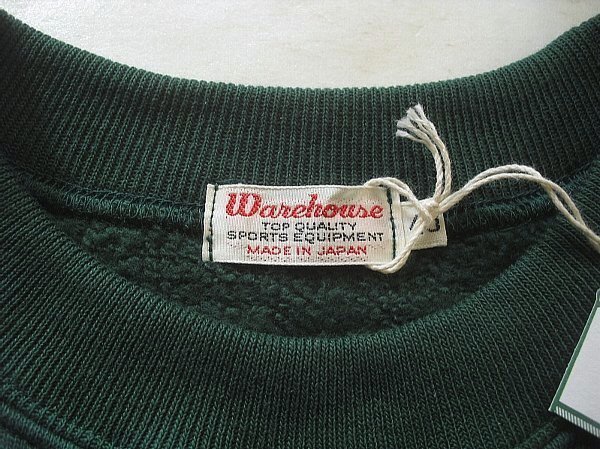 Warehouse
TOP QUALITY
SPORTS EQUIPMENT
MADE IN JAPAN